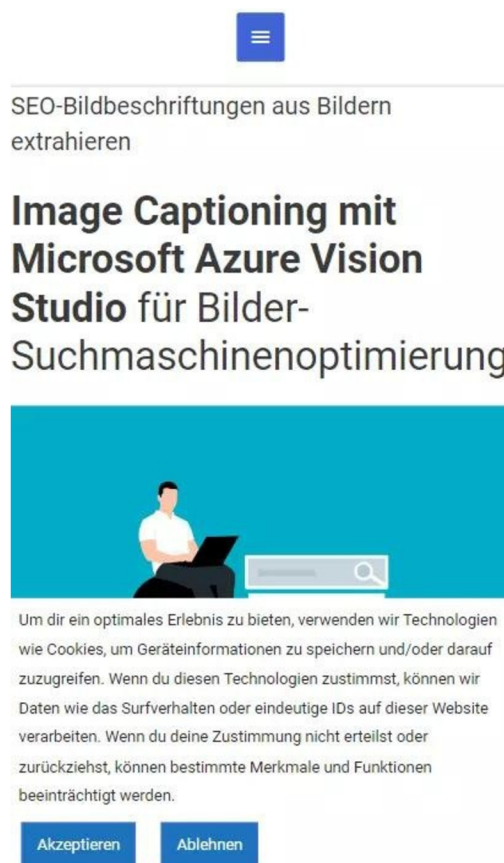 SEO-Bildbeschriftungen aus Bildern
extrahieren
Image Captioning mit
Microsoft Azure Vision
Studio für Bilder-
Suchmaschinenoptimierung
Um dir ein optimales Erlebnis zu bieten, verwenden wir Technologien
wie Cookies, um Geräteinformationen zu speichern und/oder darauf
zuzugreifen. Wenn du diesen Technologien zustimmst, können wir
Daten wie das Surfverhalten oder eindeutige IDs auf dieser Website
verarbeiten. Wenn du deine Zustimmung nicht erteilst oder
zurückziehst, können bestimmte Merkmale und Funktionen
beeinträchtigt werden.
Akzeptieren Ablehnen